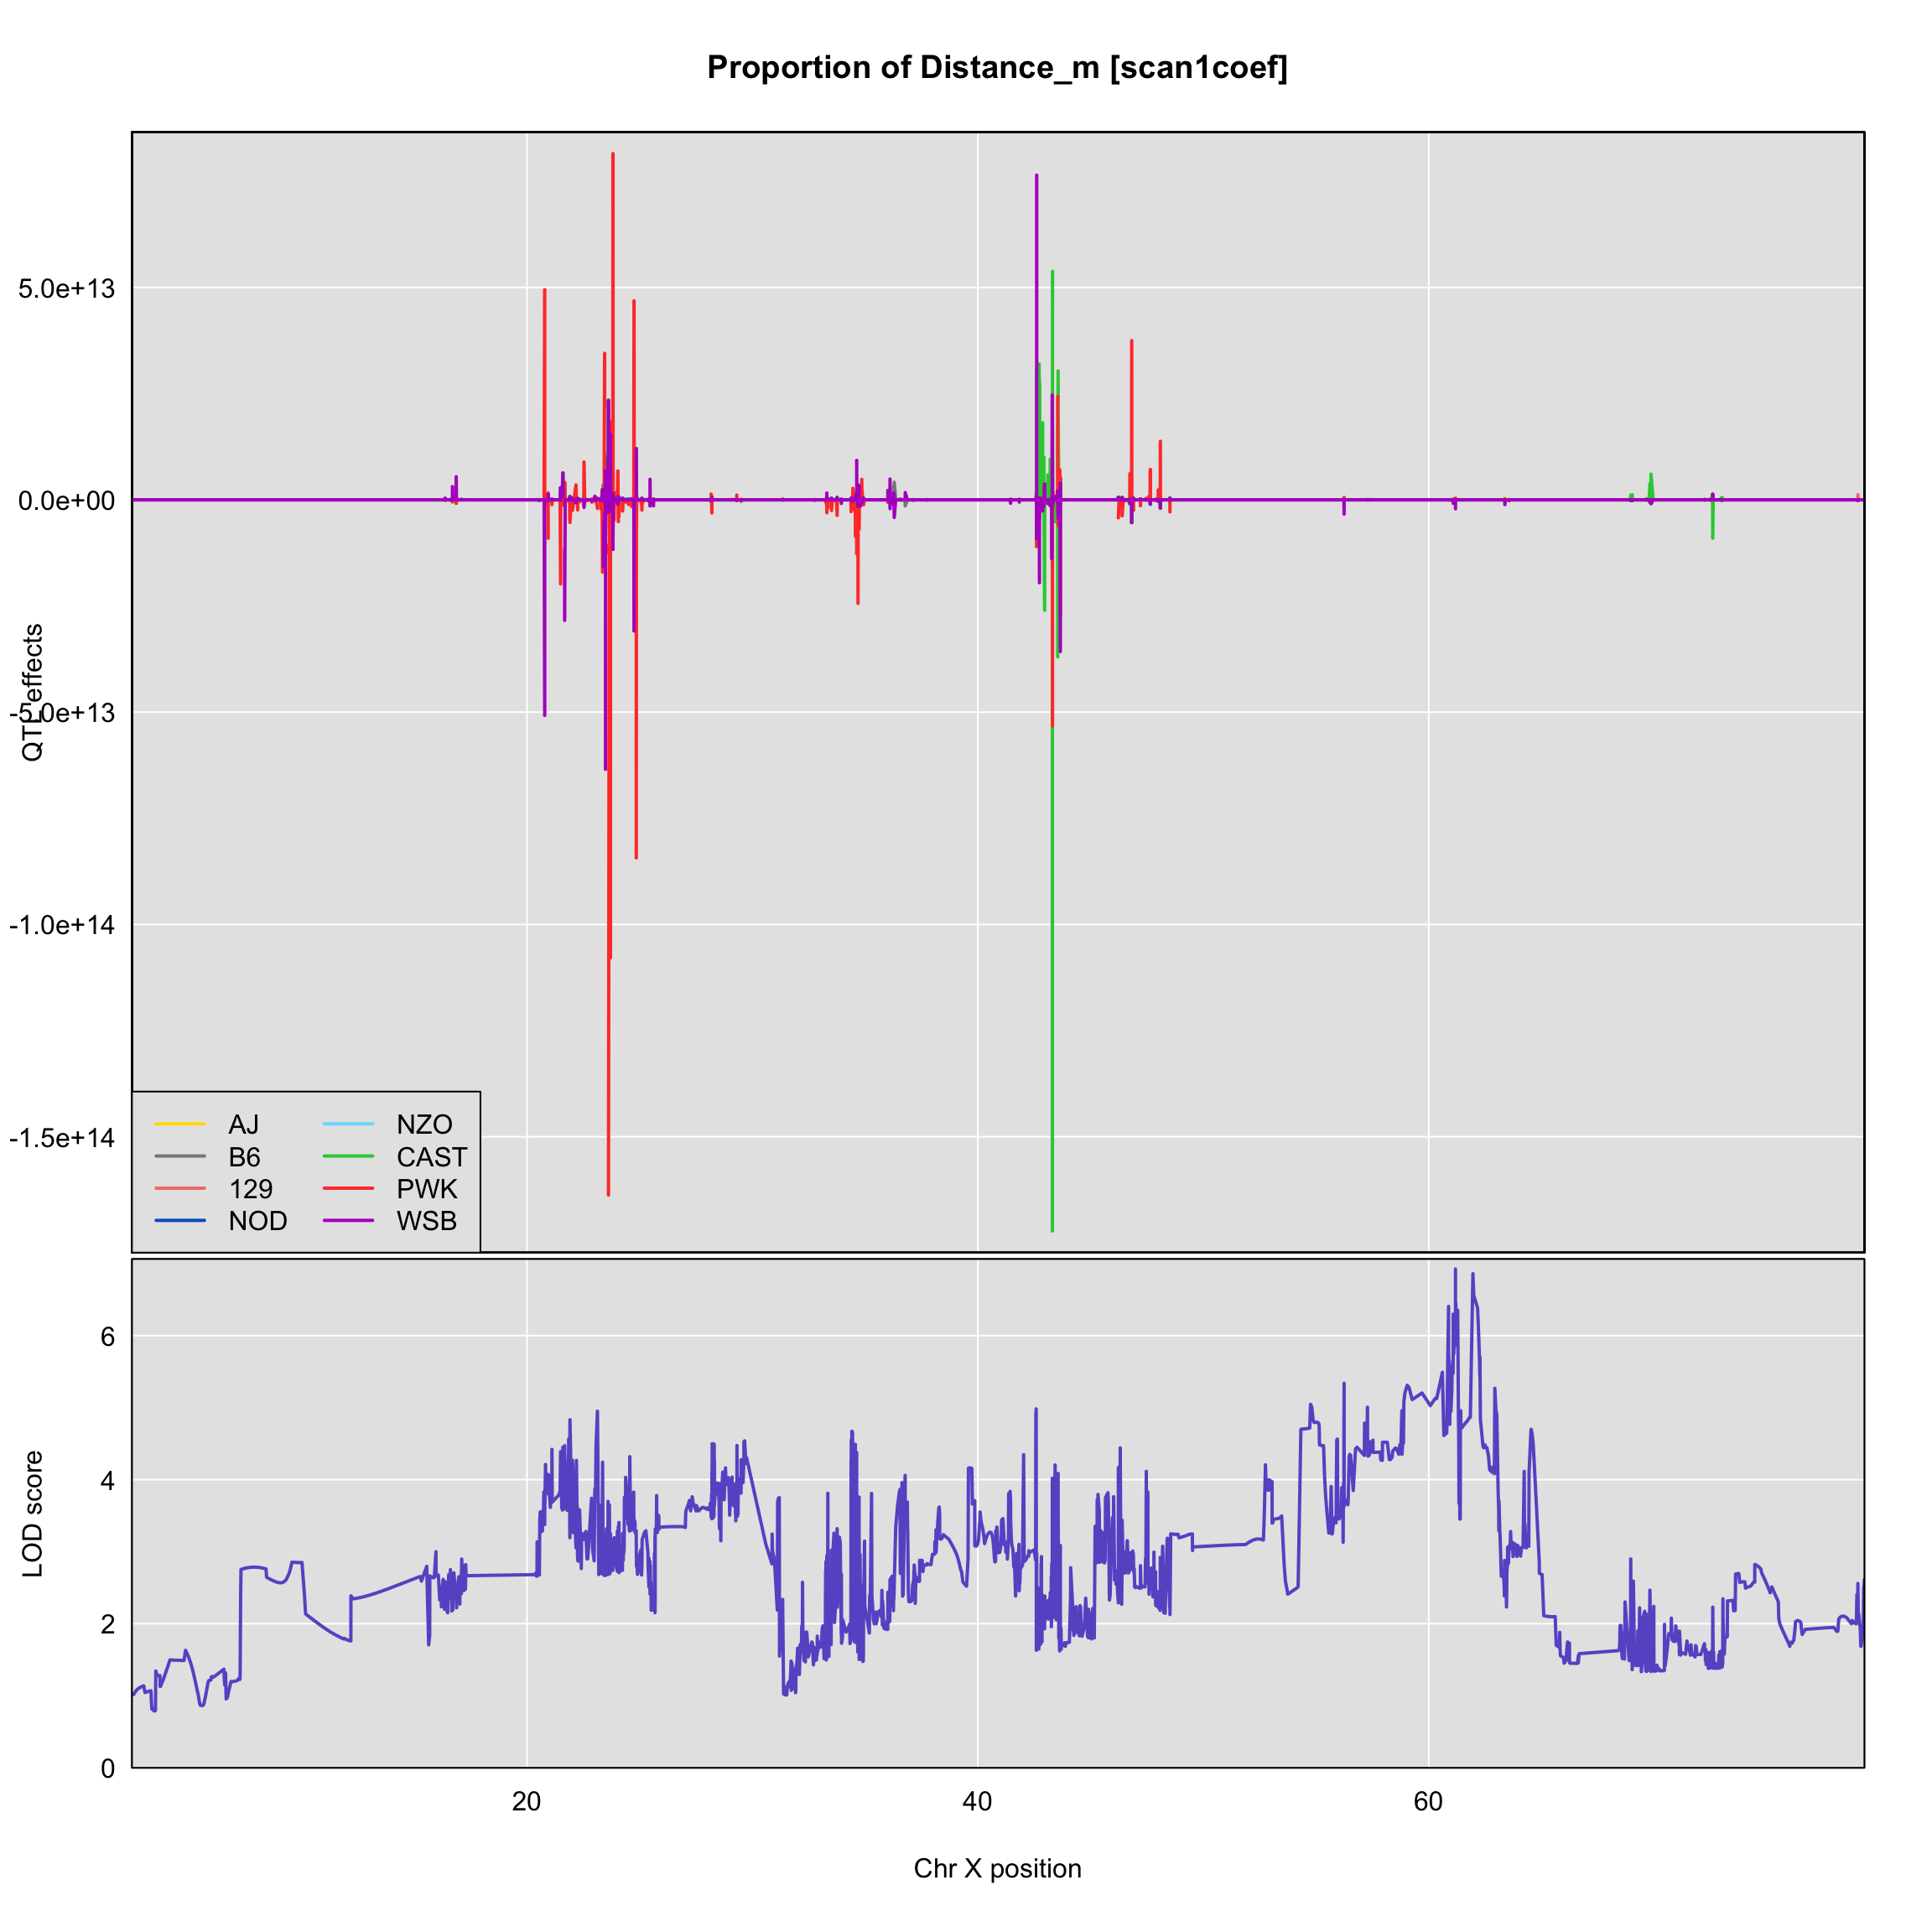 Proportion of Distance_m [scan1coef]
QTL effects
5.0e+13
0.0e+00
-5.0e+13
-1.0e+14
-1.5e+14
AJ NZO
B6 CAST
129 PWK
NOD WSB
LOD score
6
4
2
0
20 40 60
Chr X position